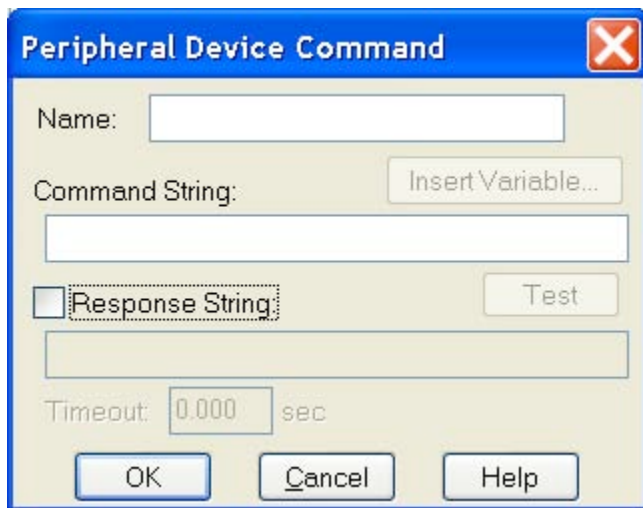 Peripheral Device Command
Name:
Insert Variable...
Command String:
Response String:
Test
Timeout: 0.000 sec
OK Cancel Help